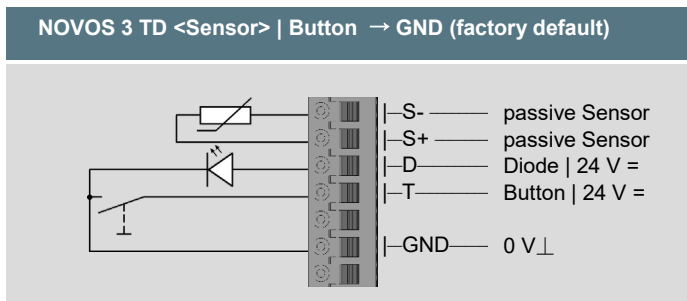 NOVOS 3 TD <Sensor> | Button → GND (factory default)
|—S-—— passive Sensor
|—S+—— passive Sensor
|—D—— Diode | 24 V =
|—T—— Button | 24 V =
|—GND—— 0 V⊥